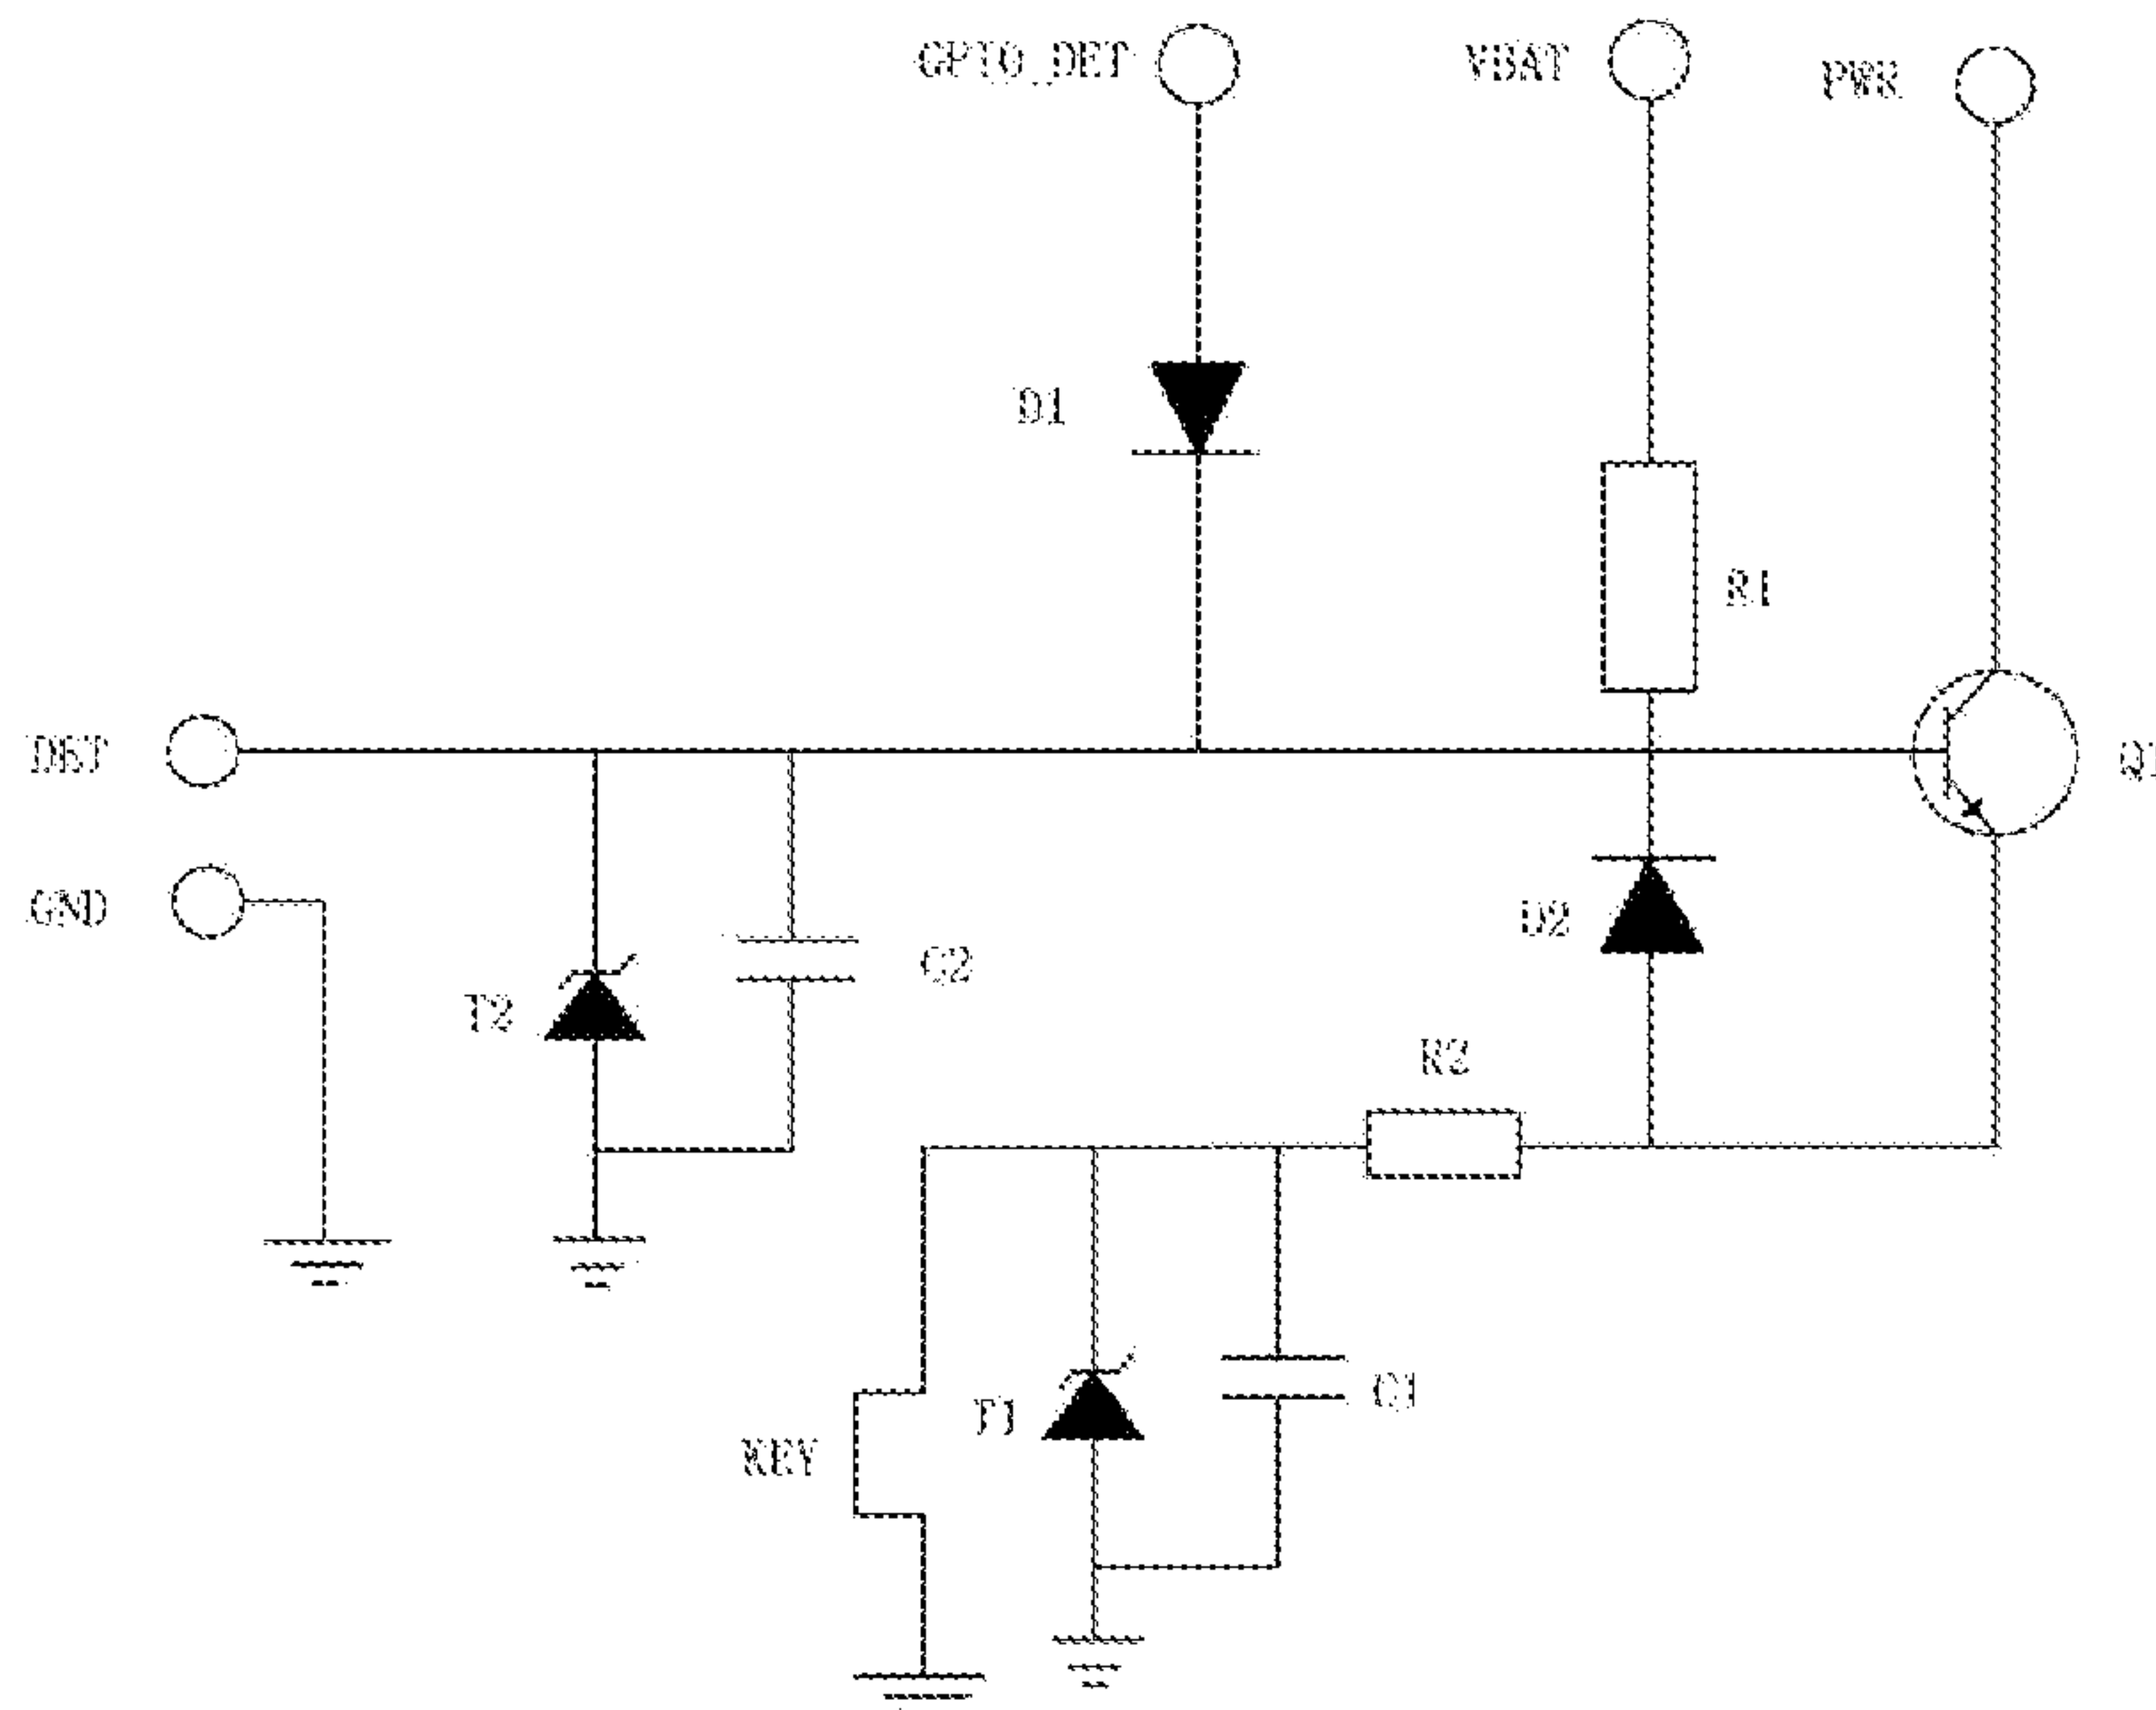 GPIO_DET
VBAT
PWR
D1
R1
DET
Q1
GND
D2
C2
T2
R2
C1
T1
KEY